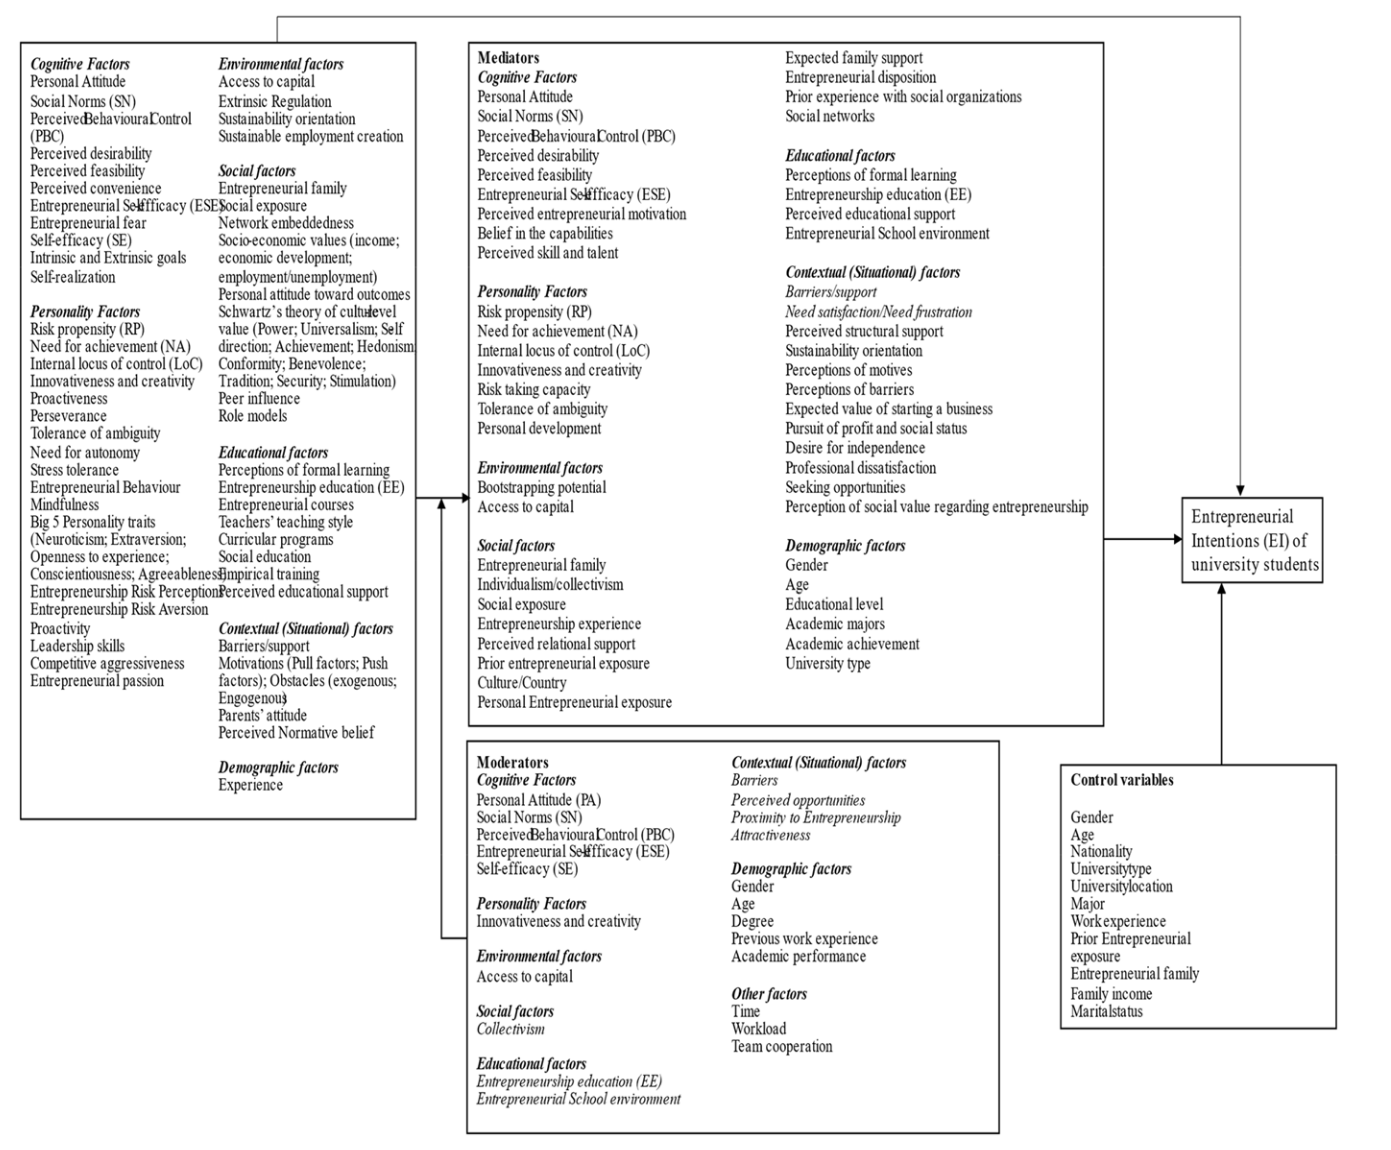 Cognitive Factors
Personal Attitude
Social Norms (SN)
PerceivedBehaviouralControl
(PBC)
Perceived desirability
Perceived feasibility
Perceived convenience
Entrepreneurial Self-efficacy (ESE)
Entrepreneurial fear
Self-efficacy (SE)
Intrinsic and Extrinsic goals
Self-realization
Personality Factors
Risk propensity (RP)
Need for achievement (NA)
Internal locus of control (LoC)
Innovativeness and creativity
Proactiveness
Perseverance
Tolerance of ambiguity
Need for autonomy
Stress tolerance
Entrepreneurial Behaviour
Mindfulness
Big 5 Personality traits
(Neuroticism; Extraversion;
Openness to experience;
Conscientiousness; Agreeableness)
Entrepreneurship Risk Perception
Entrepreneurship Risk Aversion
Proactivity
Leadership skills
Competitive aggressiveness
Entrepreneurial passion
Environmental factors
Access to capital
Extrinsic Regulation
Sustainability orientation
Sustainable employment creation
Social factors
Entrepreneurial family
Social exposure
Network embeddedness
Socio-economic values (income;
economic development;
employment/unemployment)
Personal attitude toward outcomes
Schwartz's theory of culture-level
value (Power; Universalism; Self
direction; Achievement; Hedonism
Conformity; Benevolence;
Tradition; Security; Stimulation)
Peer influence
Role models
Educational factors
Perceptions of formal learning
Entrepreneurship education (EE)
Entrepreneurial courses
Teachers' teaching style
Curricular programs
Social education
Empirical training
Perceived educational support
Contextual (Situational) factors
Barriers/support
Motivations (Pull factors; Push
factors); Obstacles (exogenous;
Engogenous)
Parents' attitude
Perceived Normative belief
Demographic factors
Experience
Mediators
Cognitive Factors
Personal Attitude
Social Norms (SN)
PerceivedBehaviouralControl (PBC)
Perceived desirability
Perceived feasibility
Entrepreneurial Self-efficacy (ESE)
Perceived entrepreneurial motivation
Belief in the capabilities
Perceived skill and talent
Personality Factors
Risk propensity (RP)
Need for achievement (NA)
Internal locus of control (LoC)
Innovativeness and creativity
Risk taking capacity
Tolerance of ambiguity
Personal development
Environmental factors
Bootstrapping potential
Access to capital
Social factors
Entrepreneurial family
Individualism/collectivism
Social exposure
Entrepreneurship experience
Perceived relational support
Prior entrepreneurial exposure
Culture/Country
Personal Entrepreneurial exposure
Expected family support
Entrepreneurial disposition
Prior experience with social organizations
Social networks
Educational factors
Perceptions of formal learning
Entrepreneurship education (EE)
Perceived educational support
Entrepreneurial School environment
Contextual (Situational) factors
Barriers/support
Need satisfaction/Need frustration
Perceived structural support
Sustainability orientation
Perceptions of motives
Perceptions of barriers
Expected value of starting a business
Pursuit of profit and social status
Desire for independence
Professional dissatisfaction
Seeking opportunities
Perception of social value regarding entrepreneurship
Demographic factors
Gender
Age
Educational level
Academic majors
Academic achievement
University type
Entrepreneurial
Intentions (EI) of
university students
Moderators
Cognitive Factors
Personal Attitude (PA)
Social Norms (SN)
PerceivedBehaviouralControl (PBC)
Entrepreneurial Self-efficacy (ESE)
Self-efficacy (SE)
Personality Factors
Innovativeness and creativity
Environmental factors
Access to capital
Social factors
Collectivism
Educational factors
Entrepreneurship education (EE)
Entrepreneurial School environment
Contextual (Situational) factors
Barriers
Perceived opportunities
Proximity to Entrepreneurship
Attractiveness
Demographic factors
Gender
Age
Degree
Previous work experience
Academic performance
Other factors
Time
Workload
Team cooperation
Control variables
Gender
Age
Nationality
Universitytype
Universitylocation
Major
Workexperience
Prior Entrepreneurial
exposure
Entrepreneurial family
Family income
Maritalstatus